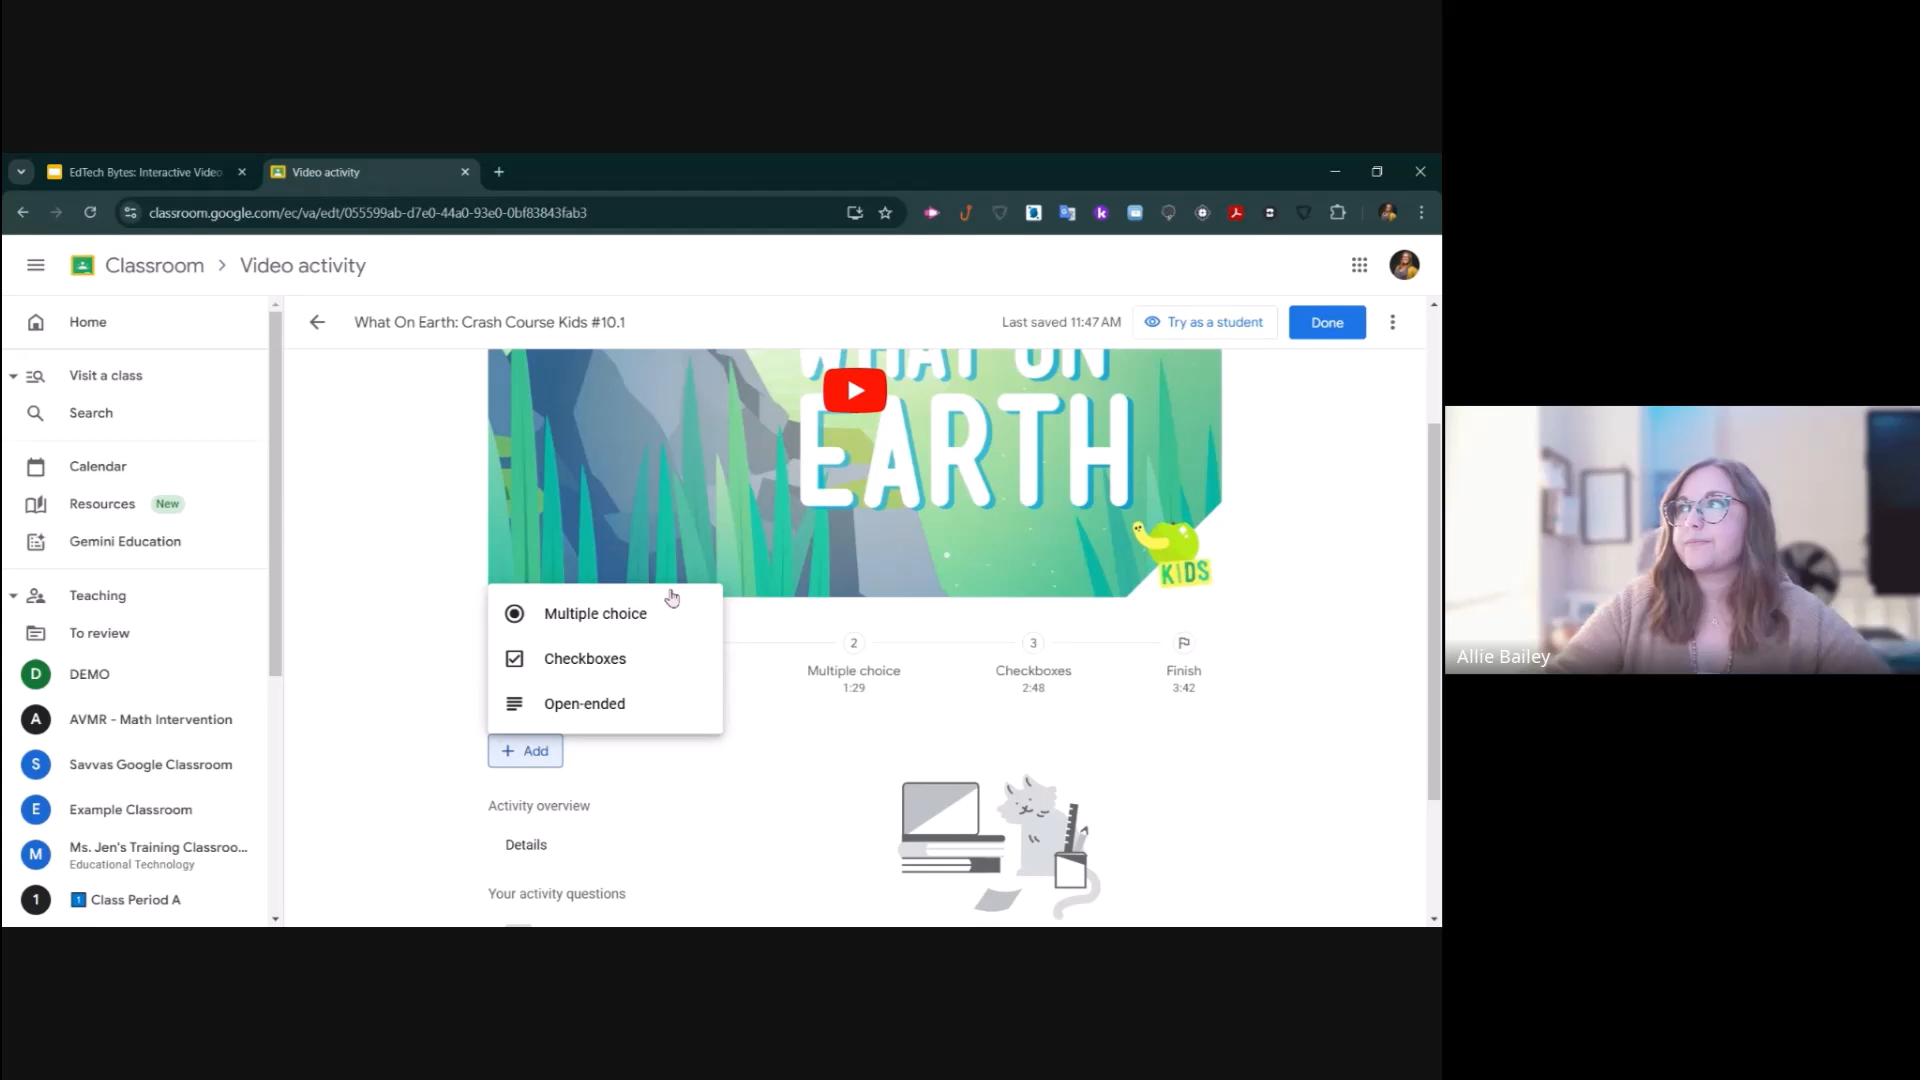 EdTech Bytes: Interactive Video
Video activity
classroom.google.com/ec/va/edt/055599ab-d7e0-44a0-93e0-0bf83843fab3
Classroom > Video activity
Home
What On Earth: Crash Course Kids #10.1
Last saved 11:47 AM
Try as a student
Done
Visit a class
Search
Calendar
Resources New
Gemini Education
Teaching
To review
D DEMO
A AVMR - Math Intervention
S Savvas Google Classroom
E Example Classroom
M Ms. Jen's Training Classroo...
Educational Technology
1 1 Class Period A
WHAT ON
EARTH
KIDS
Multiple choice
Checkboxes
Open-ended
+ Add
2
Multiple choice
1:29
3
Checkboxes
2:48
Finish
3:42
Activity overview
Details
Your activity questions
Allie Bailey